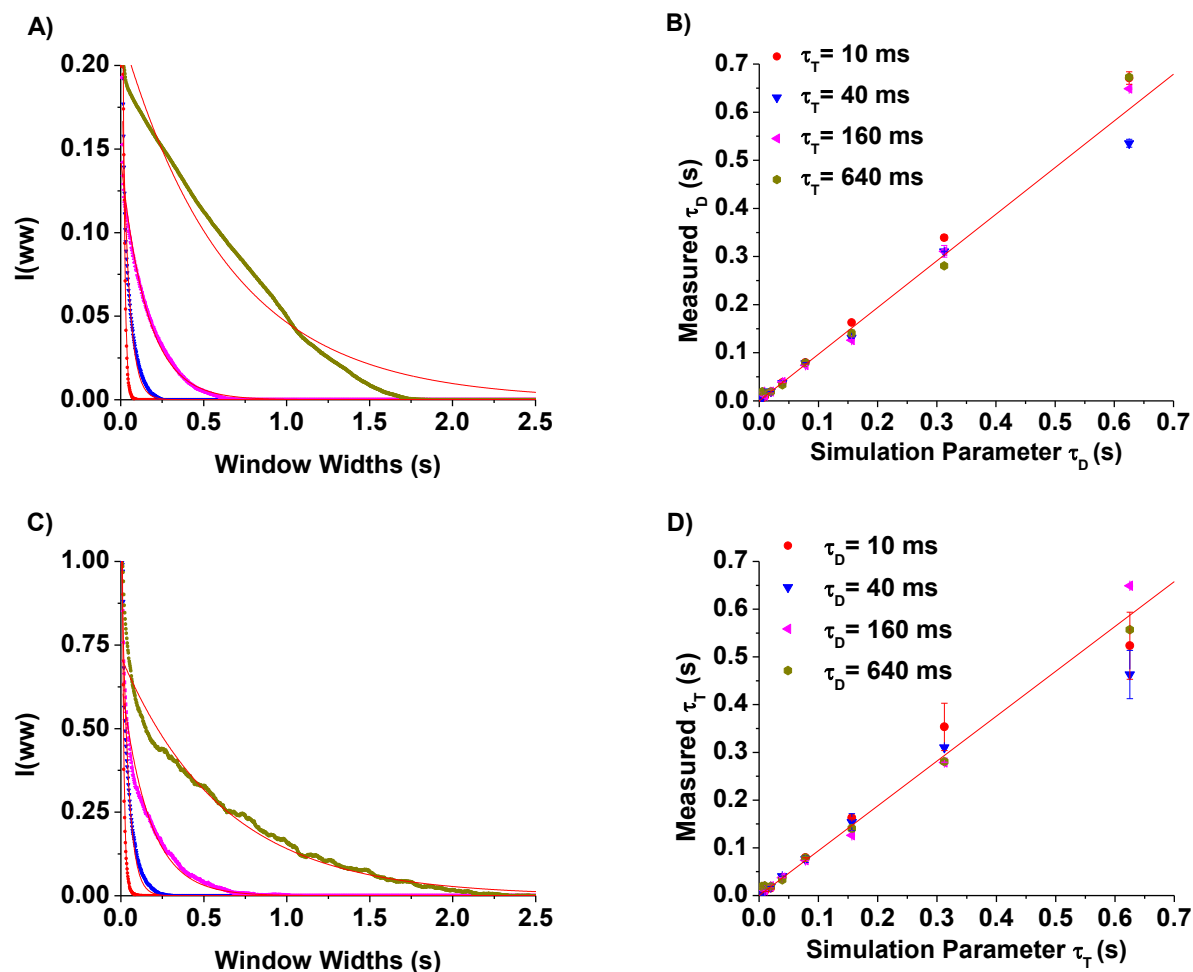 A)
0.20
0.15
0.10
0.05
0.00
I(ww)
0.0 0.5 1.0 1.5 2.0 2.5
Window Widths (s)
B)
τT= 10 ms
τT= 40 ms
τT= 160 ms
τT= 640 ms
0.7
0.6
0.5
0.4
0.3
0.2
0.1
0.0
Measured τD (s)
0.0 0.1 0.2 0.3 0.4 0.5 0.6 0.7
Simulation Parameter τD (s)
C)
1.00
0.75
0.50
0.25
0.00
I(ww)
0.0 0.5 1.0 1.5 2.0 2.5
Window Widths (s)
D)
τD= 10 ms
τD= 40 ms
τD= 160 ms
τD= 640 ms
0.7
0.6
0.5
0.4
0.3
0.2
0.1
0.0
Measured τT (s)
0.0 0.1 0.2 0.3 0.4 0.5 0.6 0.7
Simulation Parameter τT (s)